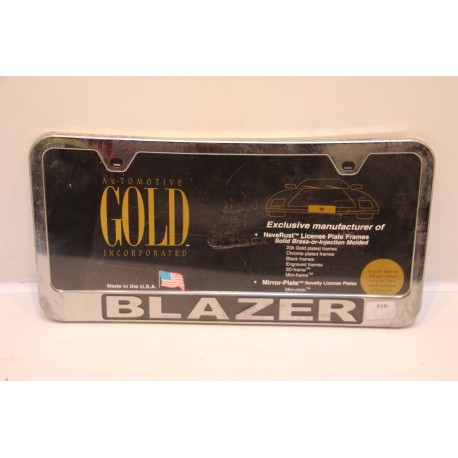 AUTOMOTIVE
GOLD
INCORPORATED
Exclusive manufacturer of
• NeveRust™ License Plate Frames
Solid Brass-or-Injection Molded
23k Gold plated frames
Chrome plated frames
Black frames
Engraved frames
3D-frame™
Mini-frame™
• Mirror-Plate™ Novelty License Plates
Mini-plate™
Made in the U.S.A.
BLAZER